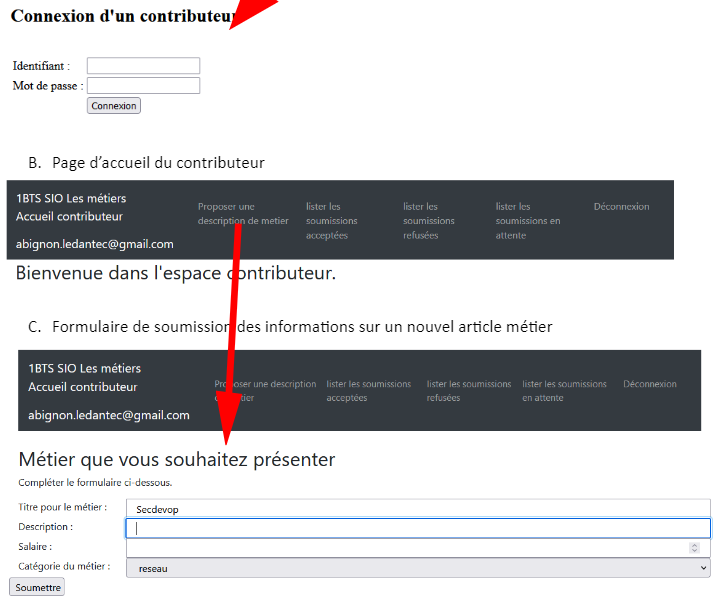 Connexion d'un contributeur
Identifiant :
Mot de passe :
Connexion
B. Page d'accueil du contributeur
1BTS SIO Les métiers
Accueil contributeur
abignon.ledantec@gmail.com
Proposer une
description de metier
lister les
soumissions
acceptées
lister les
soumissions
refusées
lister les
soumissions en
attente
Déconnexion
Bienvenue dans l'espace contributeur.
C. Formulaire de soumission des informations sur un nouvel article métier
1BTS SIO Les métiers
Accueil contributeur
abignon.ledantec@gmail.com
Proposer une description
lister les soumissions
acceptées
lister les soumissions
refusées
lister les soumissions
en attente
Déconnexion
Métier que vous souhaitez présenter
Compléter le formulaire ci-dessous.
Titre pour le métier :
Secdevop
Description :
Salaire :
Catégorie du métier :
reseau
Soumettre